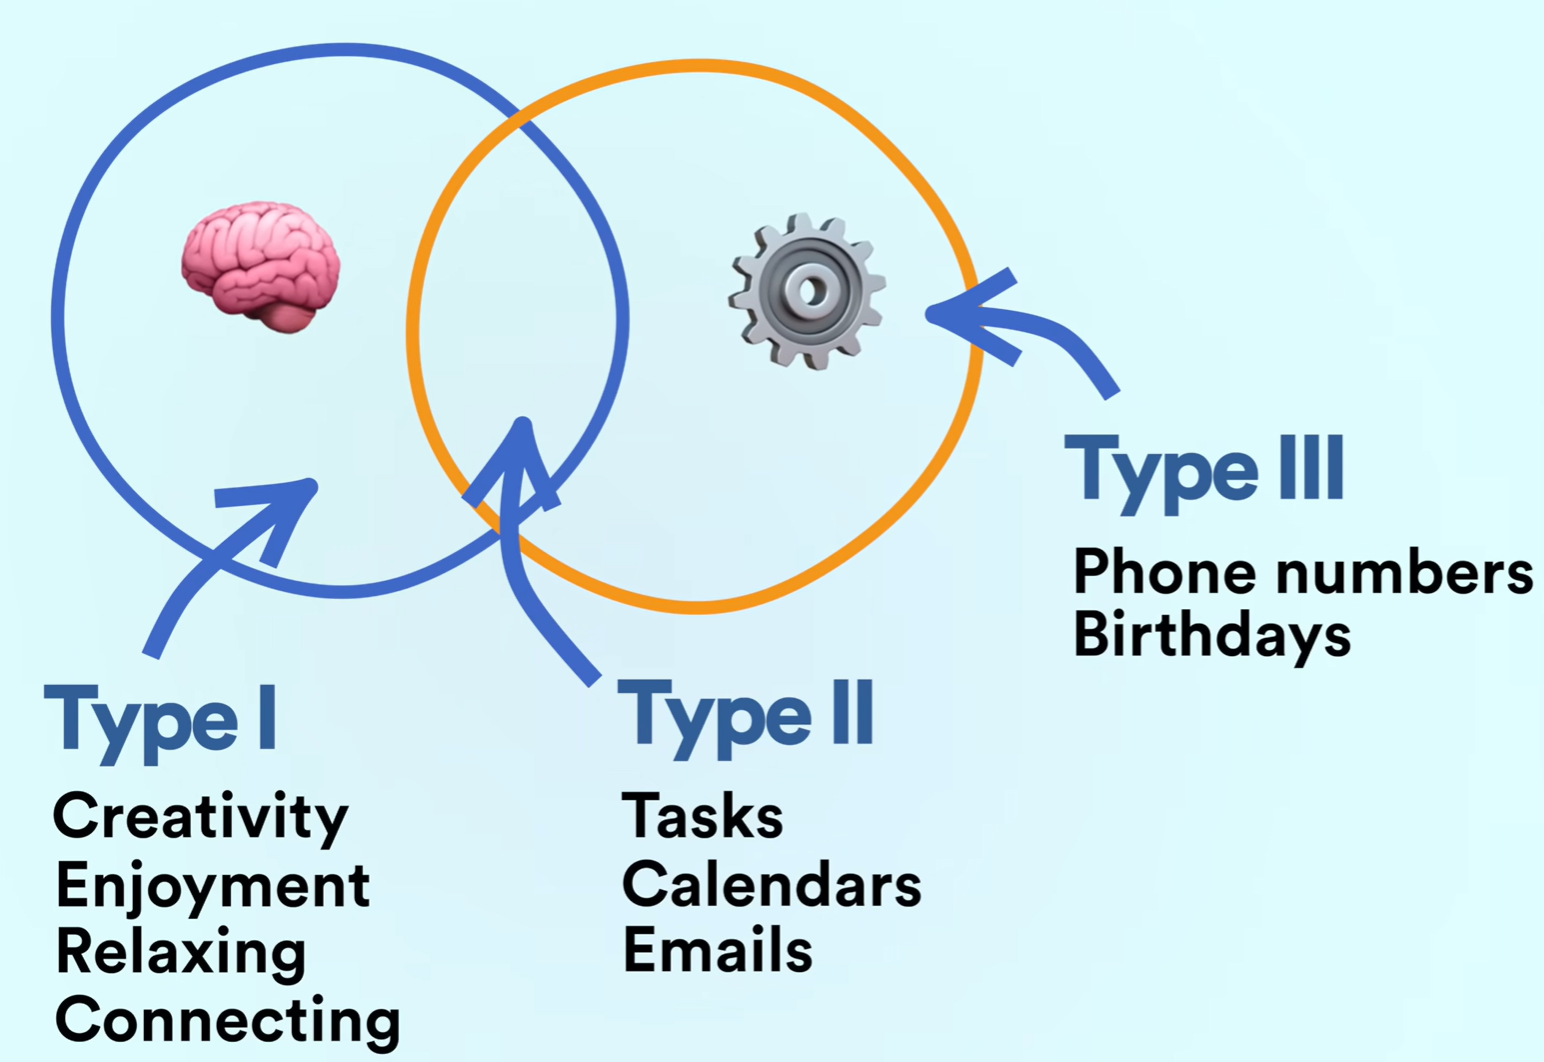 Type I
Creativity
Enjoyment
Relaxing
Connecting
Type II
Tasks
Calendars
Emails
Type III
Phone numbers
Birthdays